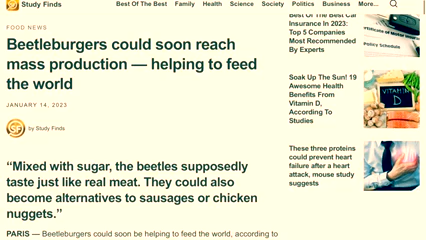 Study Finds
Best Of The Best Family Health Science Society Politics Business More...
FOOD NEWS
Beetleburgers could soon reach
mass production — helping to feed
the world
JANUARY 14, 2023
by Study Finds
“Mixed with sugar, the beetles supposedly
taste just like real meat. They could also
become alternatives to sausages or chicken
nuggets.”
PARIS — Beetleburgers could soon be helping to feed the world, according to
Best Of The Best Car
Insurance In 2023:
Top 5 Companies
Most Recommended
By Experts
Policy Schedule
Soak Up The Sun! 19
Awesome Health
Benefits From
Vitamin D,
According To
Studies
VITAMIN
D
These three proteins
could prevent heart
failure after a heart
attack, mouse study
suggests